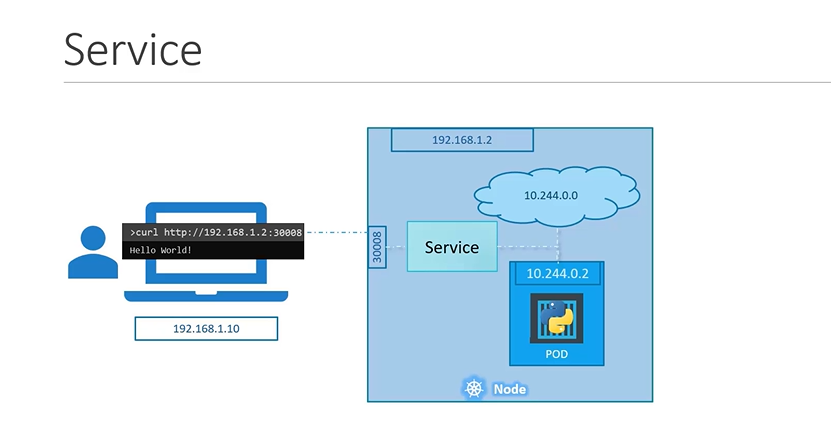 Service
192.168.1.2
10.244.0.0
>curl http://192.168.1.2:30008
Hello World!
30008
Service
10.244.0.2
POD
192.168.1.10
Node